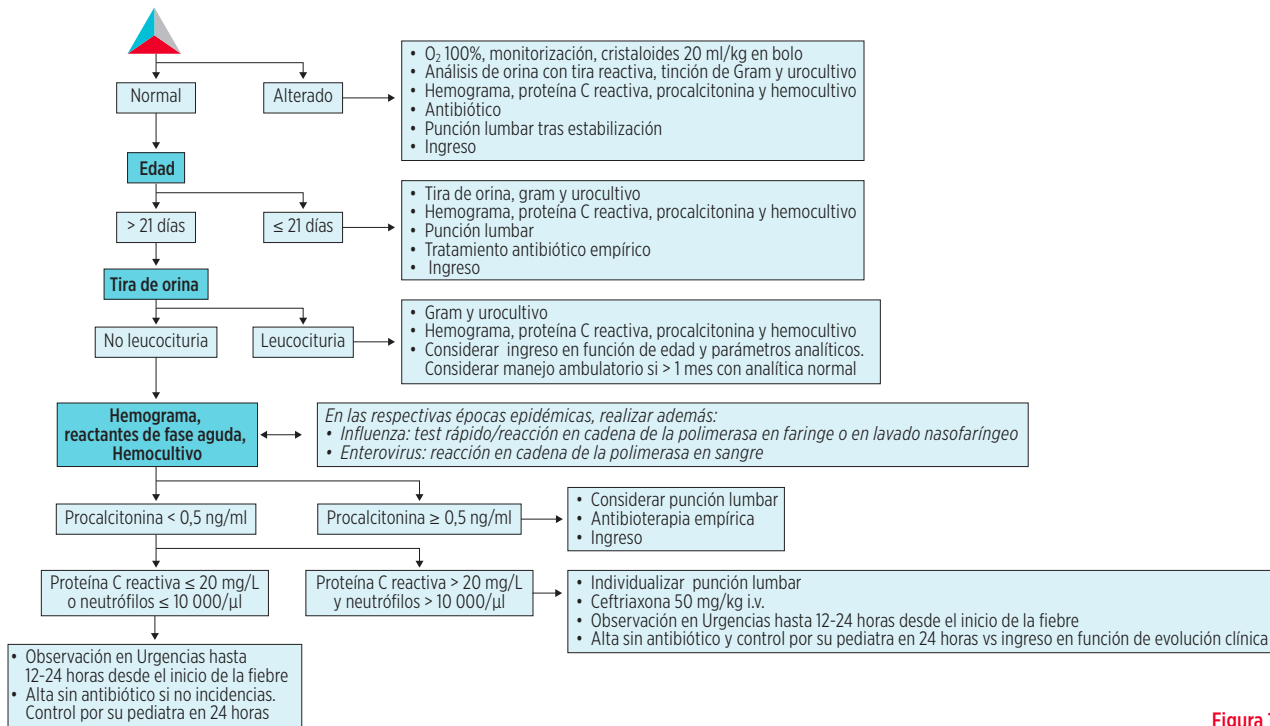 • O₂ 100%, monitorización, cristaloides 20 ml/kg en bolo
• Análisis de orina con tira reactiva, tinción de Gram y urocultivo
• Hemograma, proteína C reactiva, procalcitonina y hemocultivo
• Antibiótico
• Punción lumbar tras estabilización
• Ingreso
Normal
Alterado
Edad
• Tira de orina, gram y urocultivo
• Hemograma, proteína C reactiva, procalcitonina y hemocultivo
• Punción lumbar
• Tratamiento antibiótico empírico
• Ingreso
> 21 días
≤ 21 días
Tira de orina
• Gram y urocultivo
• Hemograma, proteína C reactiva, procalcitonina y hemocultivo
• Considerar ingreso en función de edad y parámetros analíticos.
Considerar manejo ambulatorio si > 1 mes con analítica normal
No leucocituria
Leucocituria
Hemograma,
reactantes de fase aguda,
Hemocultivo
En las respectivas épocas epidémicas, realizar además:
• Influenza: test rápido/reacción en cadena de la polimerasa en faringe o en lavado nasofaríngeo
• Enterovirus: reacción en cadena de la polimerasa en sangre
Procalcitonina < 0,5 ng/ml
Procalcitonina ≥ 0,5 ng/ml
• Considerar punción lumbar
• Antibioterapia empírica
• Ingreso
Proteína C reactiva ≤ 20 mg/L
o neutrófilos ≤ 10 000/µl
Proteína C reactiva > 20 mg/L
y neutrófilos > 10 000/µl
• Individualizar punción lumbar
• Ceftriaxona 50 mg/kg i.v.
• Observación en Urgencias hasta 12-24 horas desde el inicio de la fiebre
• Alta sin antibiótico y control por su pediatra en 24 horas vs ingreso en función de evolución clínica
• Observación en Urgencias hasta
12-24 horas desde el inicio de la fiebre
• Alta sin antibiótico si no incidencias.
Control por su pediatra en 24 horas
Figura